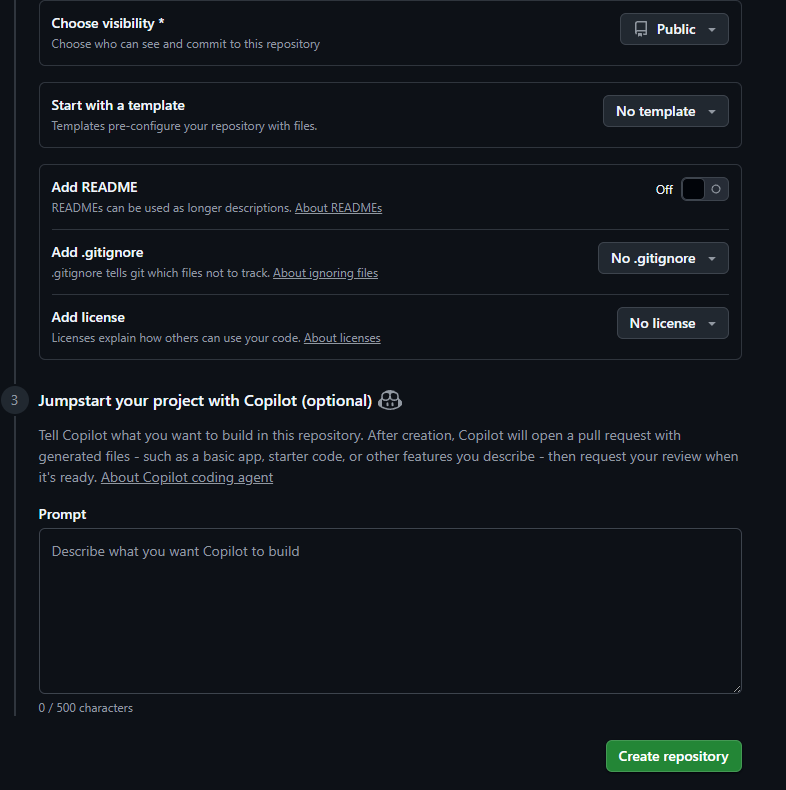 Choose visibility *
Choose who can see and commit to this repository
Public
Start with a template
Templates pre-configure your repository with files.
No template
Add README
READMEs can be used as longer descriptions. About READMEs
Off
Add .gitignore
.gitignore tells git which files not to track. About ignoring files
No .gitignore
Add license
Licenses explain how others can use your code. About licenses
No license
3
Jumpstart your project with Copilot (optional)
Tell Copilot what you want to build in this repository. After creation, Copilot will open a pull request with
generated files - such as a basic app, starter code, or other features you describe - then request your review when
it's ready. About Copilot coding agent
Prompt
Describe what you want Copilot to build
0 / 500 characters
Create repository